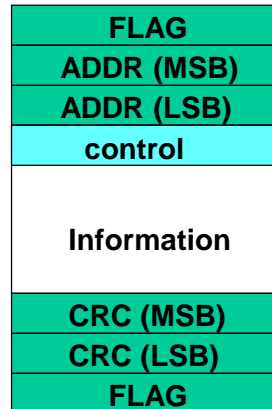 FLAG
ADDR (MSB)
ADDR (LSB)
control
Information
CRC (MSB)
CRC (LSB)
FLAG